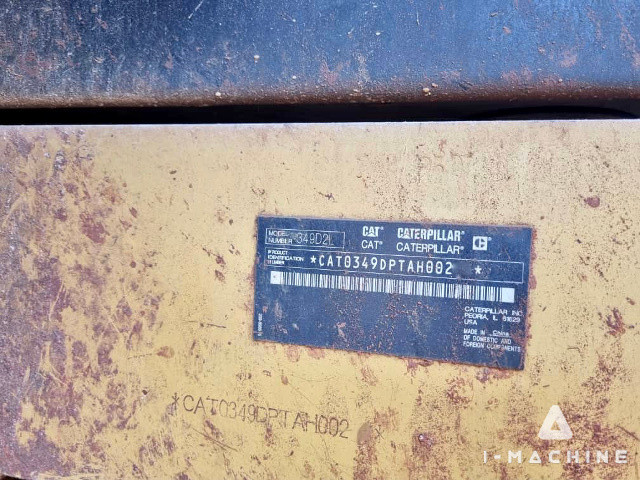 MODEL NUMBER 349D2L
CAT CATERPILLAR
CAT® CATERPILLAR®
PRODUCT IDENTIFICATION NUMBER
*CAT0349DPTAH002 *
CATERPILLAR INC.
PEORIA, IL 61629
USA
MADE IN China
OF DOMESTIC AND
FOREIGN COMPONENTS
*CAT0349DPTAH002 *
I-MACHINE